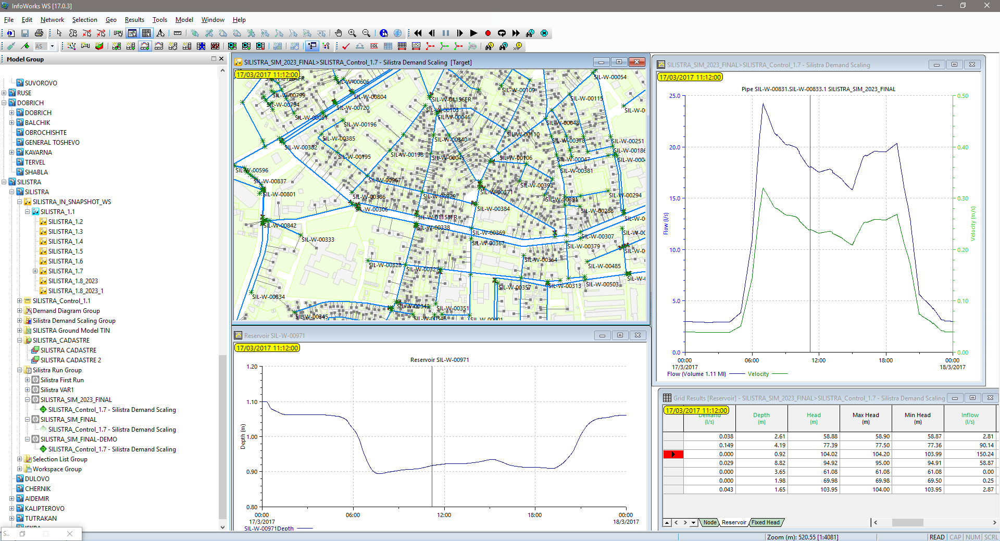 InfoWorks WS [17.0.3]
File Edit Network Selection Geo Results Tools Model Window Help
AS
SQL
Model Group
SUVOROVO
RUSE
DOBRICH
DOBRICH
BALCHIK
OBROCHISHTE
GENERAL TOSHEVO
KAVARNA
TERVEL
SHABLA
SILISTRA
SILISTRA
SILISTRA_IN_SNAPSHOT_WS
SILISTRA_1.1
SILISTRA_1.2
SILISTRA_1.3
SILISTRA_1.4
SILISTRA_1.5
SILISTRA_1.6
SILISTRA_1.7
SILISTRA_1.8_2023
SILISTRA_1.8_2023_1
SILISTRA_Control_1.1
Demand Diagram Group
Silistra Demand Scaling Group
SILISTRA Ground Model TIN
SILISTRA_CADASTRE
SILISTRA CADASTRE
SILISTRA CADASTRE 2
Silistra Run Group
Silistra First Run
Silistra VAR1
SILISTRA_SIM_2023_FINAL
SILISTRA_Control_1.7 - Silistra Demand Scaling
SILISTRA_SIM_FINAL
SILISTRA_Control_1.7 - Silistra Demand Scaling
SILISTRA_SIM_FINAL-DEMO
SILISTRA_Control_1.7 - Silistra Demand Scaling
Selection List Group
Workspace Group
DULOVO
CHERNIK
AIDEMIR
KALIPTEROVO
TUTRAKAN
S..
SILISTRA_SIM_2023_FINAL>SILISTRA_Control_1.7 - Silistra Demand Scaling [Target]
17/03/2017 11:12:00
SIL-W-00606
SIL-W-00054
SIL-W-00799
SIL-W-00804
SIL-W-01156FR
SIL-W-00109
SIL-W-00115
SIL-W-00794
SIL-W-00720
SIL-W-00103
SIL-W-00051
SIL-W-00046
SIL-W-00196
SIL-W-00048
SIL-W-00385
SIL-W-00340
SIL-W-00110
SIL-W-00378
SIL-W-00251
SIL-W-00382
SIL-W-00186
SIL-W-00195
SIL-W-00198
SIL-W-00045
SIL-W-00106
SIL-W-00047
SIL-W-00596
SIL-W-00381
SIL-W-00837
SIL-W-00967
SIL-W-00393
SIL-W-00801
SIL-W-00386
SIL-W-00979
SIL-W-00371
SIL-W-00391
SIL-W-00294
SIL-W-00306
SIL-W-00384
SIL-W-00288
SIL-W-01158FR
SIL-W-00842
SIL-W-00338
SIL-W-00369
SIL-W-00307
SIL-W-00333
SIL-W-00367
SIL-W-00379
SIL-W-00364
SIL-W-00328
SIL-W-00327
SIL-W-00485
SIL-W-00357
SIL-W-00313
SIL-W-00503
SIL-W-00334
SIL-W-00342
SIL-W-00351
SIL-W-00345
SIL-W-00346
SIL-W-00401
Reservoir SIL-W-00971
17/03/2017 11:12:00
Reservoir SIL-W-00971
1.20
1.10
1.00
0.90
0.80
Depth (m)
00:00 06:00 12:00 18:00 00:00
17/3/2017 18/3/2017
SIL-W-00971Depth
SILISTRA_SIM_2023_FINAL>SILISTRA_Control_1.7 - Silistra Demand Scaling
17/03/2017 11:12:00
Pipe SIL-W-00831.SIL-W-00833.1 SILISTRA_SIM_2023_FINAL
25.0 0.50
20.0 0.40
15.0 0.30
10.0 0.20
5.0 0.10
0.0 0.00
Flow (l/s)
Velocity (m/s)
00:00 06:00 12:00 18:00 00:00
17/3/2017 18/3/2017
Flow (Volume 1.11 Ml) Velocity
Grid Results [Reservoir] - SILISTRA_SIM_2023_FINAL>SILISTRA_Control_1.7 - Silistra Demand Scaling
17/03/2017 11:12:00
Demand Depth Head Max Head Min Head Inflow
(l/s) (m) (m) (m) (m) (l/s)
0.038 2.61 58.88 58.90 58.87 2.81
0.149 4.19 77.39 77.50 77.36 90.14
0.000 0.92 104.02 104.20 103.99 150.24
0.029 8.82 94.92 95.00 94.91 58.87
0.000 3.65 61.08 61.08 61.08 0.00
0.000 1.98 69.98 69.98 69.50 0.25
0.043 1.65 103.95 104.00 103.95 2.87
Node Reservoir Fixed Head
Zoom (m): 520.55 [1:4081] READ CAP NUM SCRL